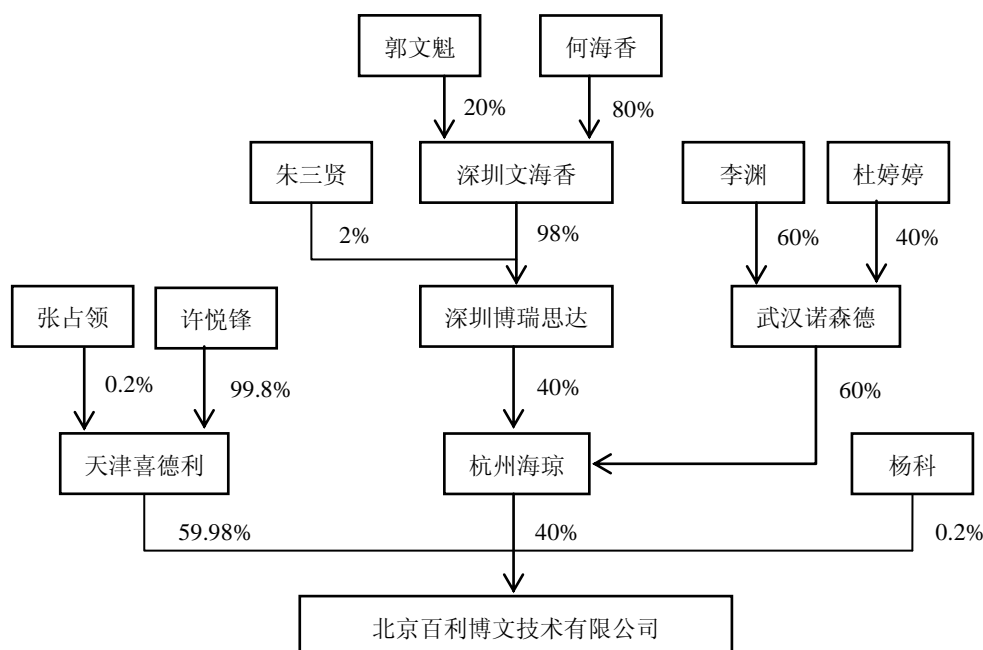 郭文魁
何海香
20%
80%
朱三贤
深圳文海香
李渊
杜婷婷
2%
98%
60%
40%
张占领
许悦锋
深圳博瑞思达
武汉诺森德
0.2%
99.8%
40%
60%
天津喜德利
杭州海琼
杨科
59.98%
40%
0.2%
北京百利博文技术有限公司